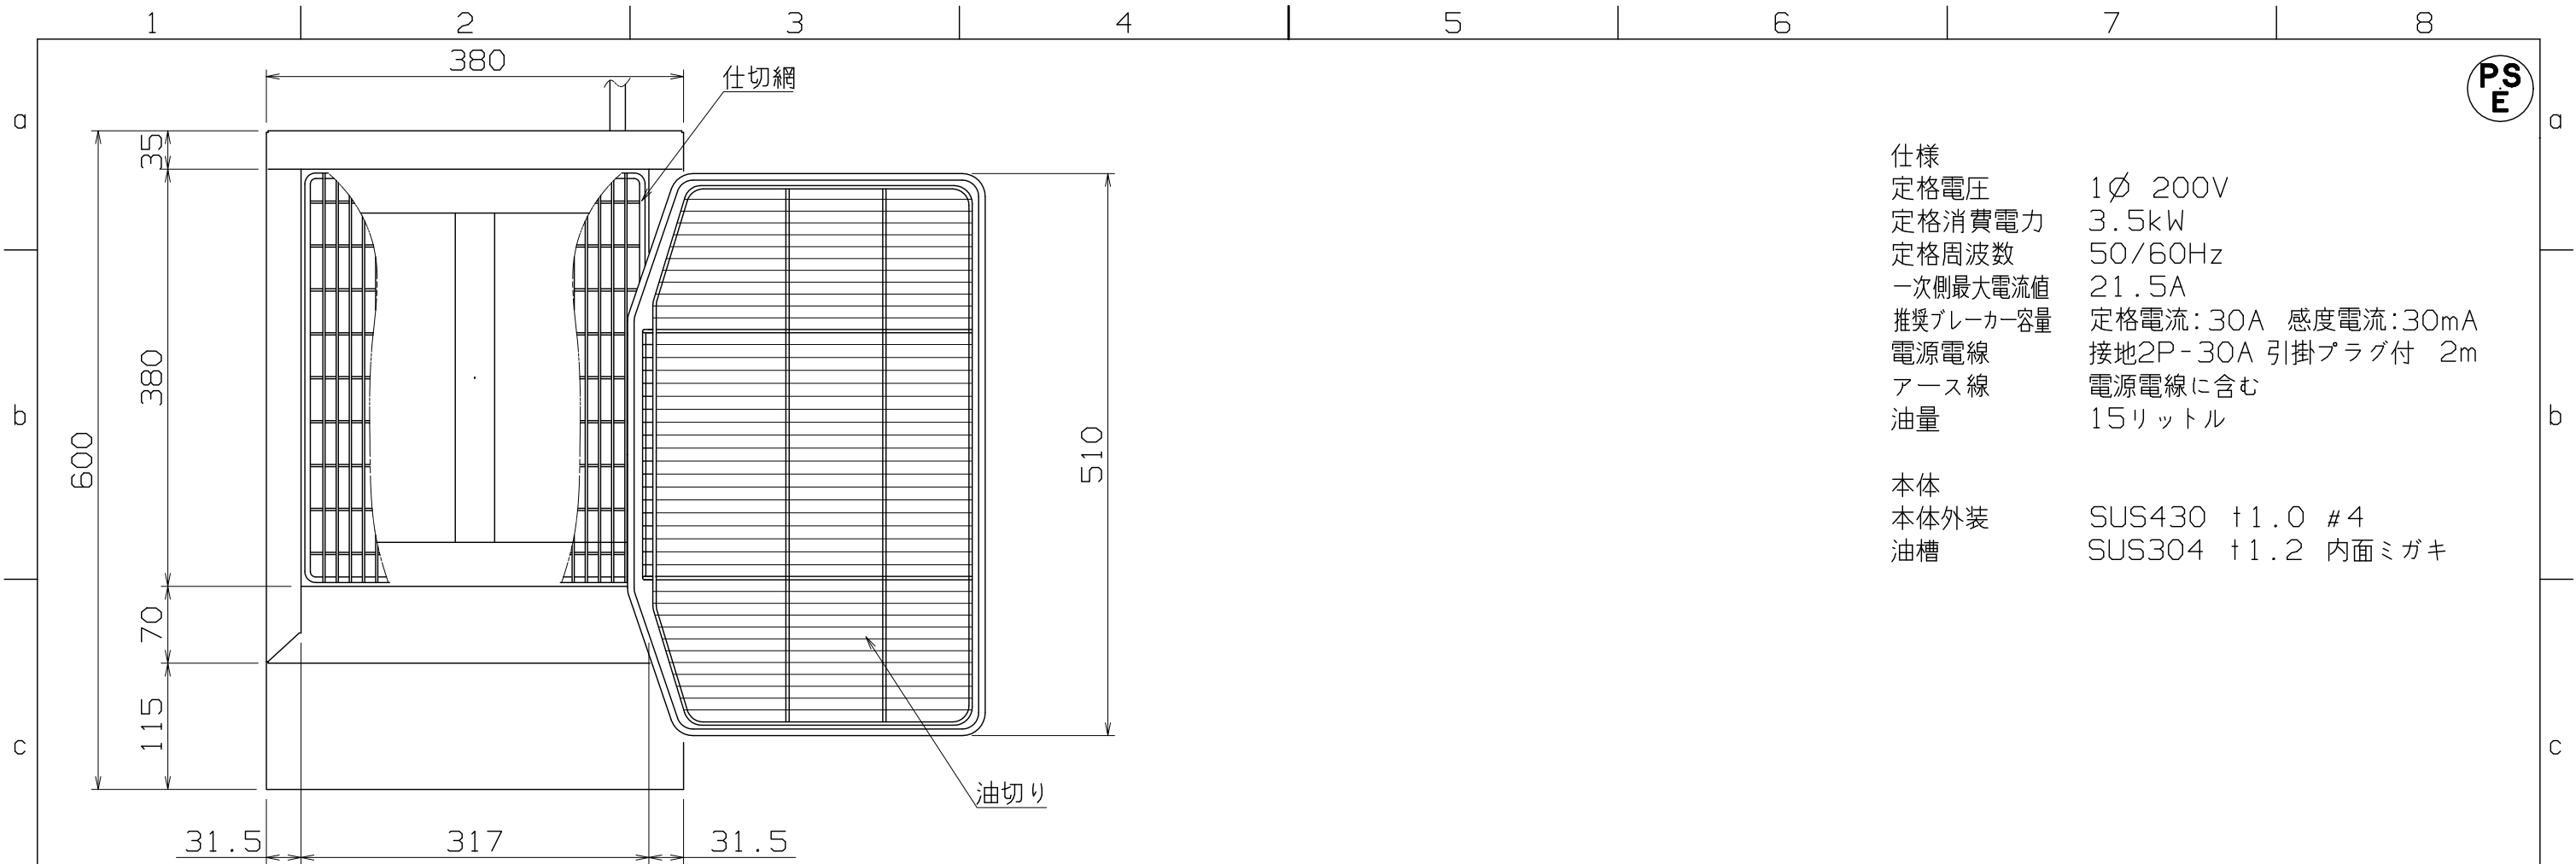 1 2 3 4 5 6 7 8
380
仕切網
PS
E
a a
35
仕様
定格電圧 1Ø 200V
定格消費電力 3.5kW
定格周波数 50/60Hz
一次側最大電流値 21.5A
推奨ブレーカー容量 定格電流:30A 感度電流:30mA
電源電線 接地2P-30A 引掛プラグ付 2m
アース線 電源電線に含む
油量 15リットル
本体
本体外装 SUS430 t1.0 #4
油槽 SUS304 t1.2 内面ミガキ
380
b b
600
510
70
115
c c
油切り
31.5 317 31.5